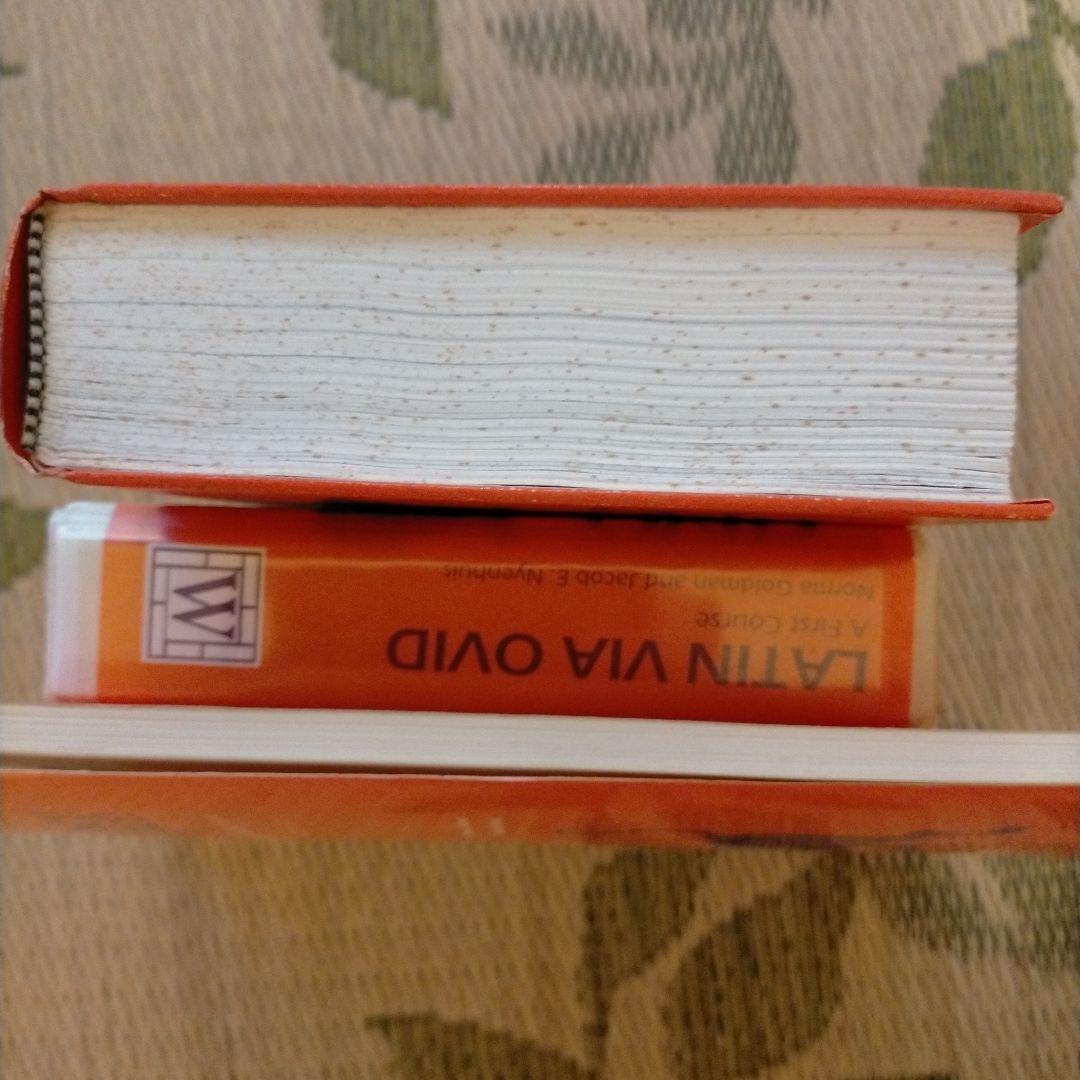 LATIN VIA OVID
A First Course
Norma Goldman and Jacob E. Nyenhuis
W